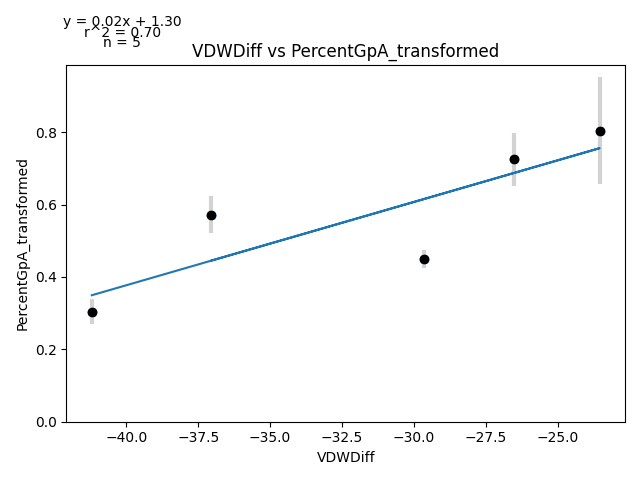 y = 0.02x + 1.30
r^2 = 0.70
n = 5
VDWDiff vs PercentGpA_transformed
PercentGpA_transformed
0.8
0.6
0.4
0.2
0.0
−40.0 −37.5 −35.0 −32.5 −30.0 −27.5 −25.0
VDWDiff